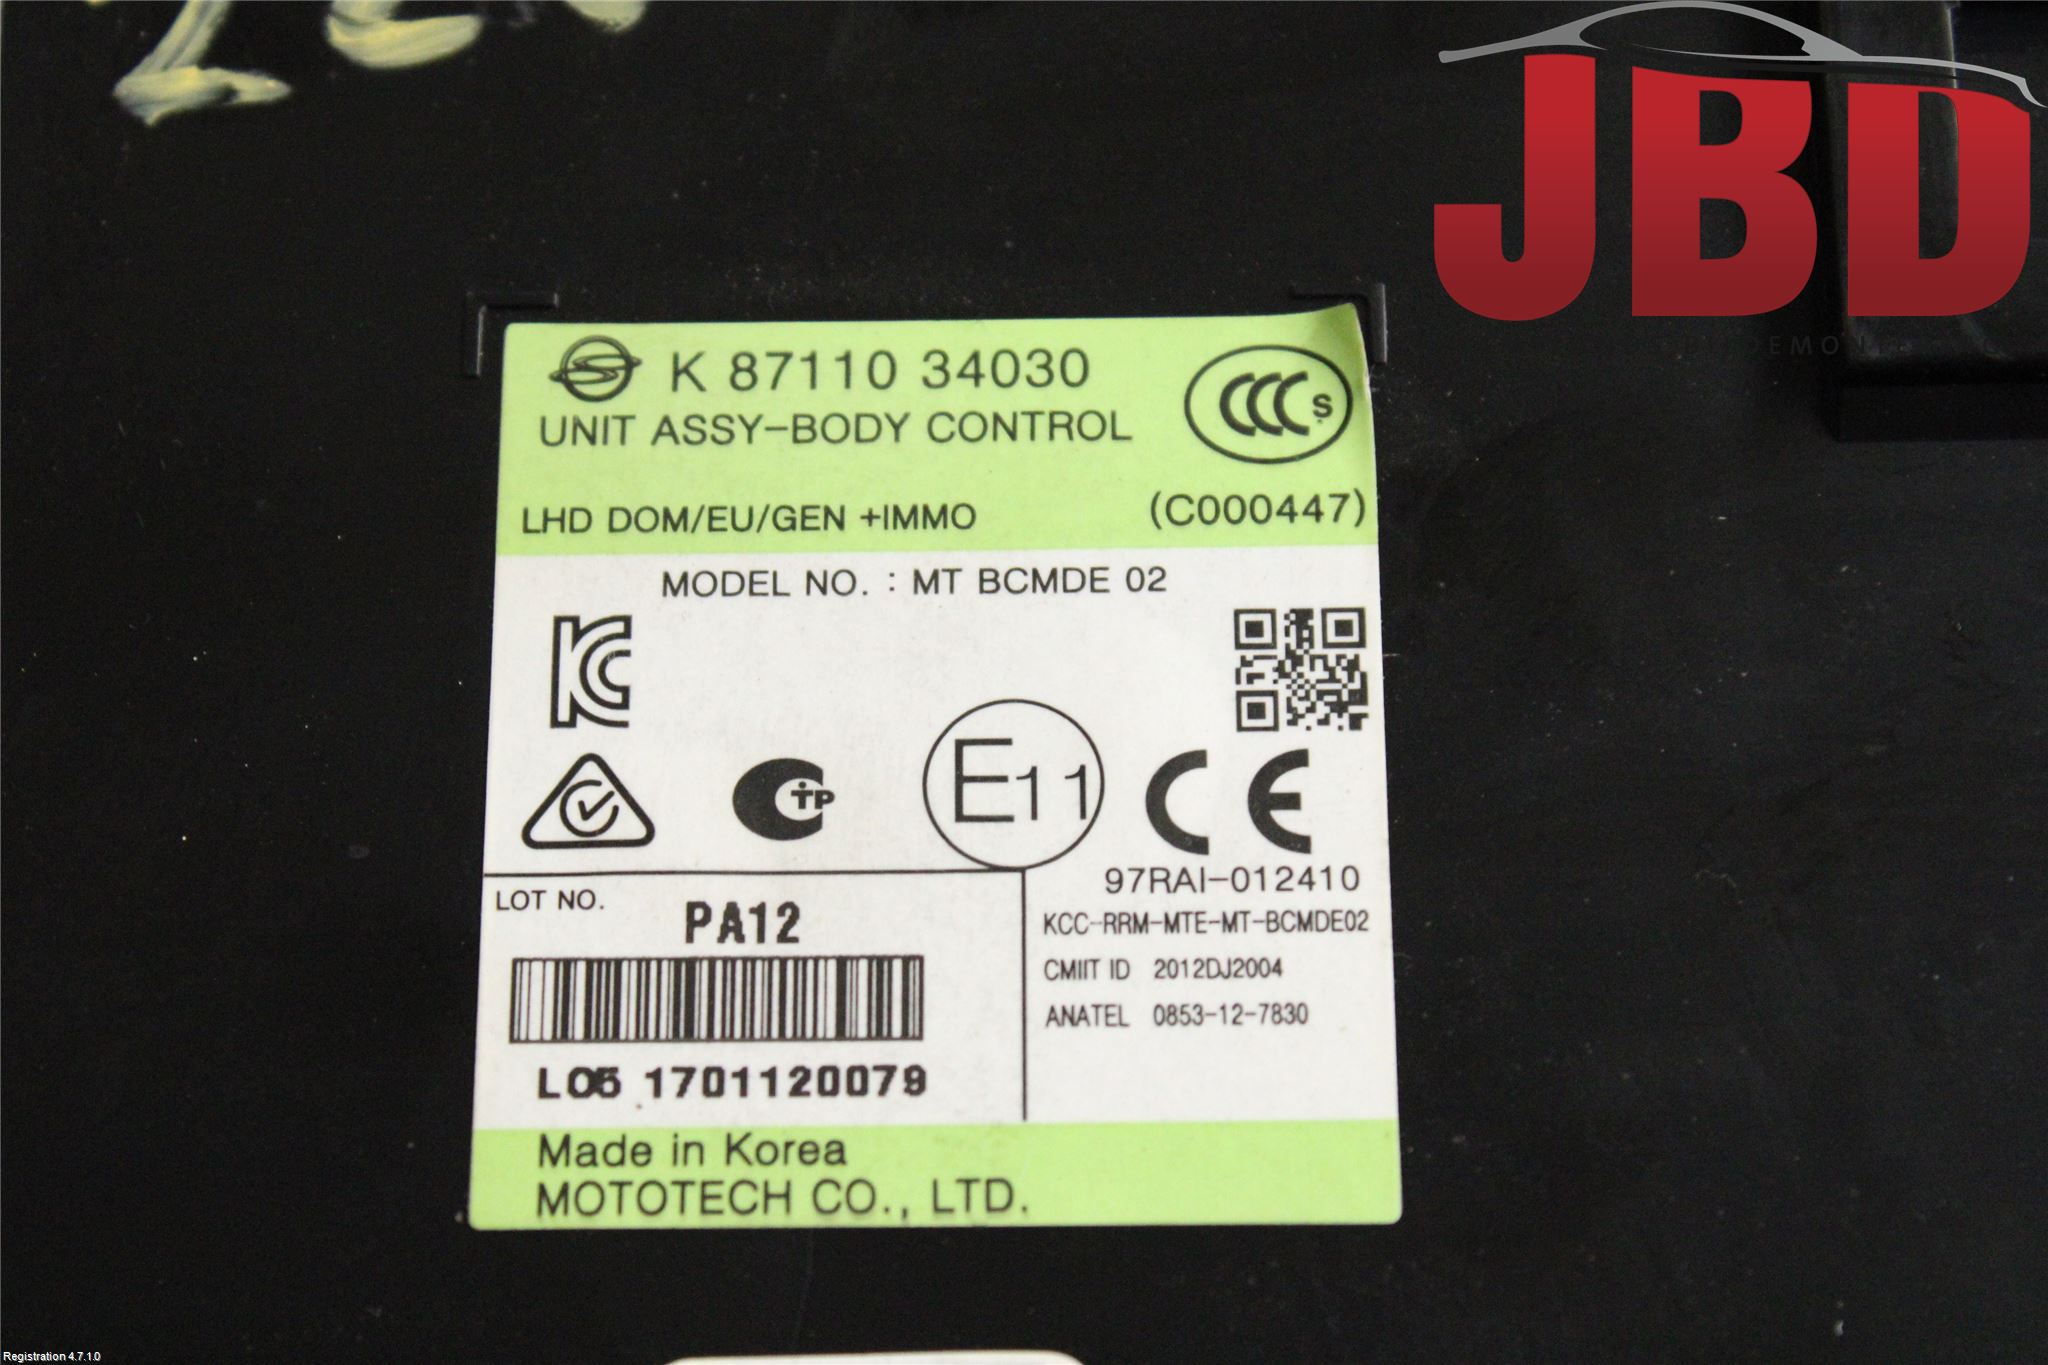 JBD
K 87110 34030
UNIT ASSY-BODY CONTROL
CCC S
LHD DOM/EU/GEN +IMMO (C000447)
MODEL NO. : MT BCMDE 02
KC
E11
CE
97RAI-012410
KCC-RRM-MTE-MT-BCMDE02
CMIIT ID 2012DJ2004
ANATEL 0853-12-7830
LOT NO.
PA12
L05 1701120079
Made in Korea
MOTOTECH CO., LTD.
Registration 4.7.1.0